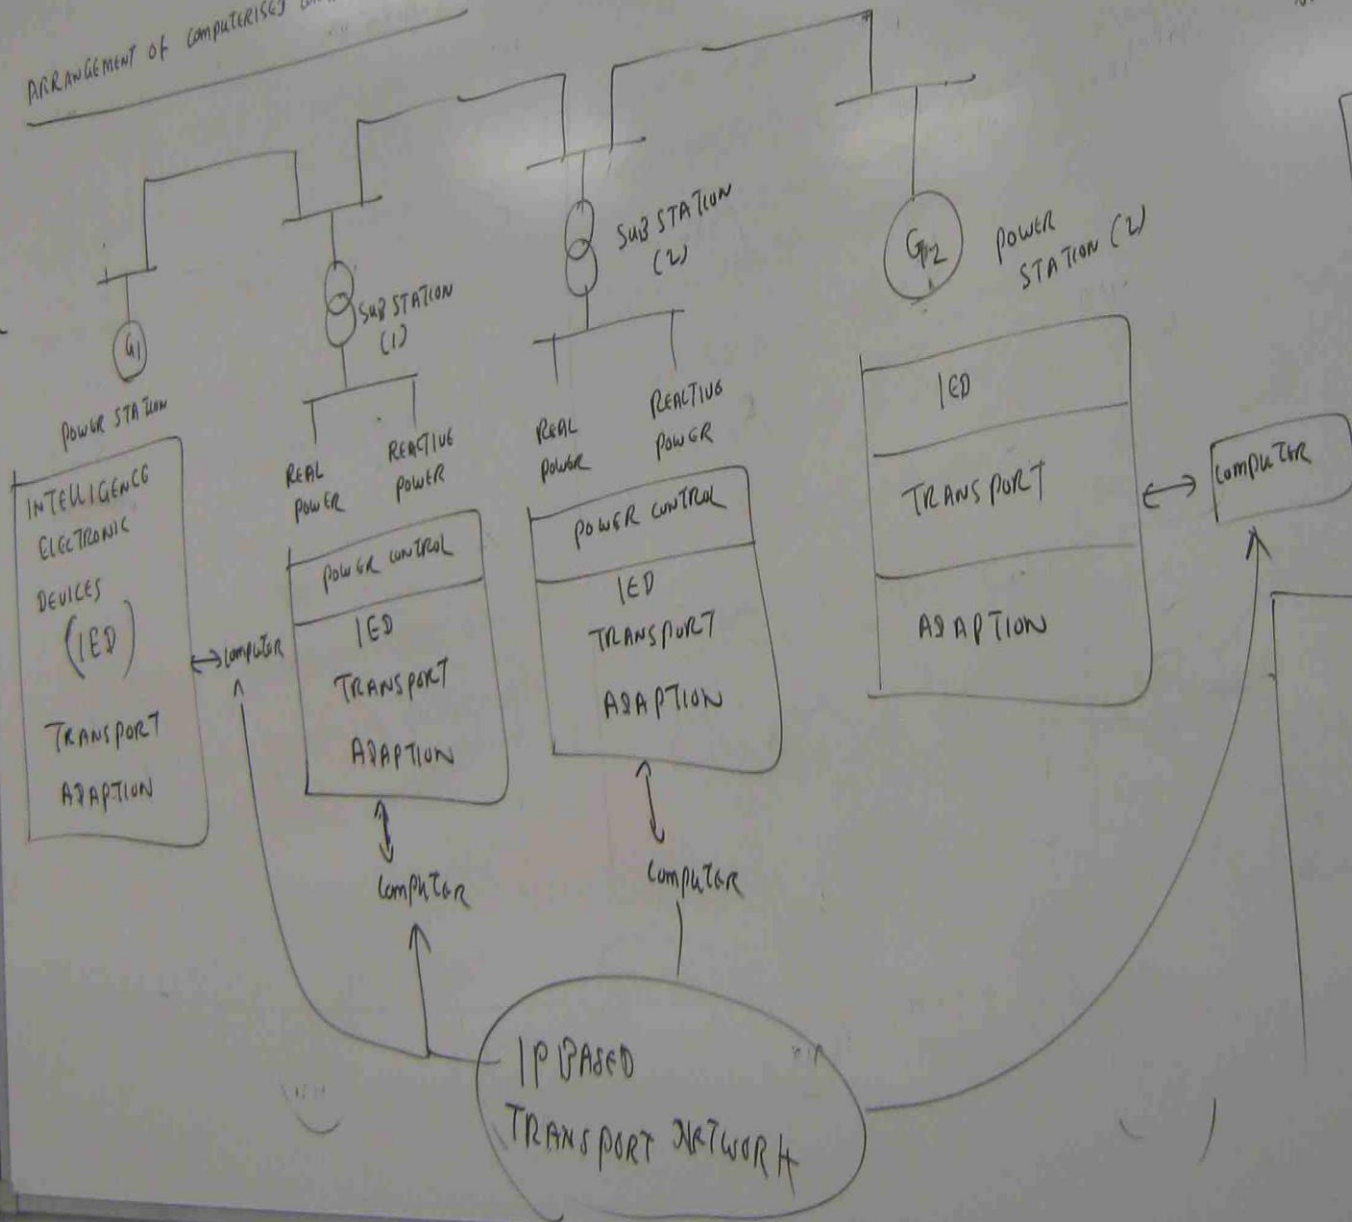 ARRANGEMENT OF COMPUTERISED
SUB STATION
(2)
G2
POWER
STATION (2)
SUB STATION
(1)
G1
POWER STATION
REAL
POWER
REACTIVE
POWER
REAL
POWER
REACTIVE
POWER
INTELLIGENCE
ELECTRONIC
DEVICES
(IED)
TRANSPORT
ADAPTION
COMPUTER
POWER CONTROL
IED
TRANSPORT
ADAPTION
COMPUTER
POWER CONTROL
IED
TRANSPORT
ADAPTION
COMPUTER
IED
TRANSPORT
ADAPTION
COMPUTER
IP BASED
TRANSPORT NETWORK